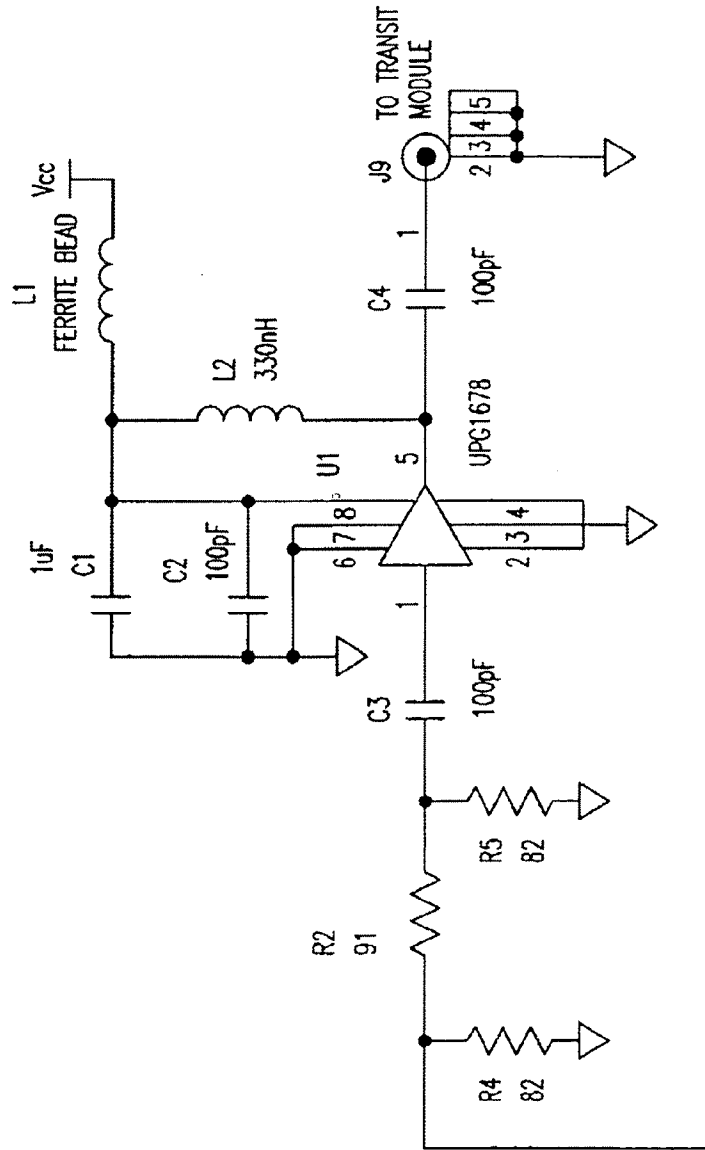 L1
FERRITE BEAD
Vcc
1uF
C1
C2
100pF
L2
330nH
U1
6
7
8
5
UPG1678
1
2
3
4
C3
100pF
C4
100pF
1
J9
TO TRANSIT
MODULE
2
3
4
5
R2
91
R4
82
R5
82